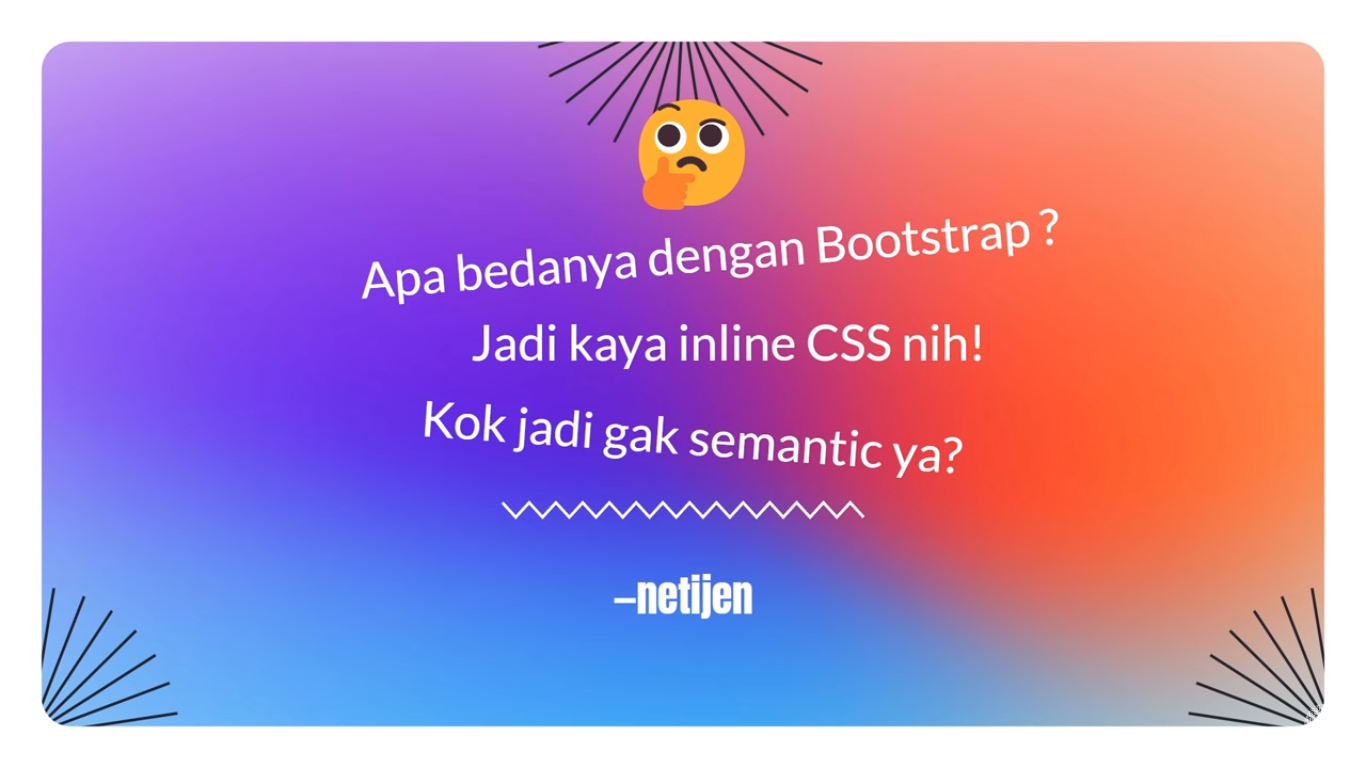 Apa bedanya dengan Bootstrap ?
Jadi kaya inline CSS nih!
Kok jadi gak semantic ya?
–netijen